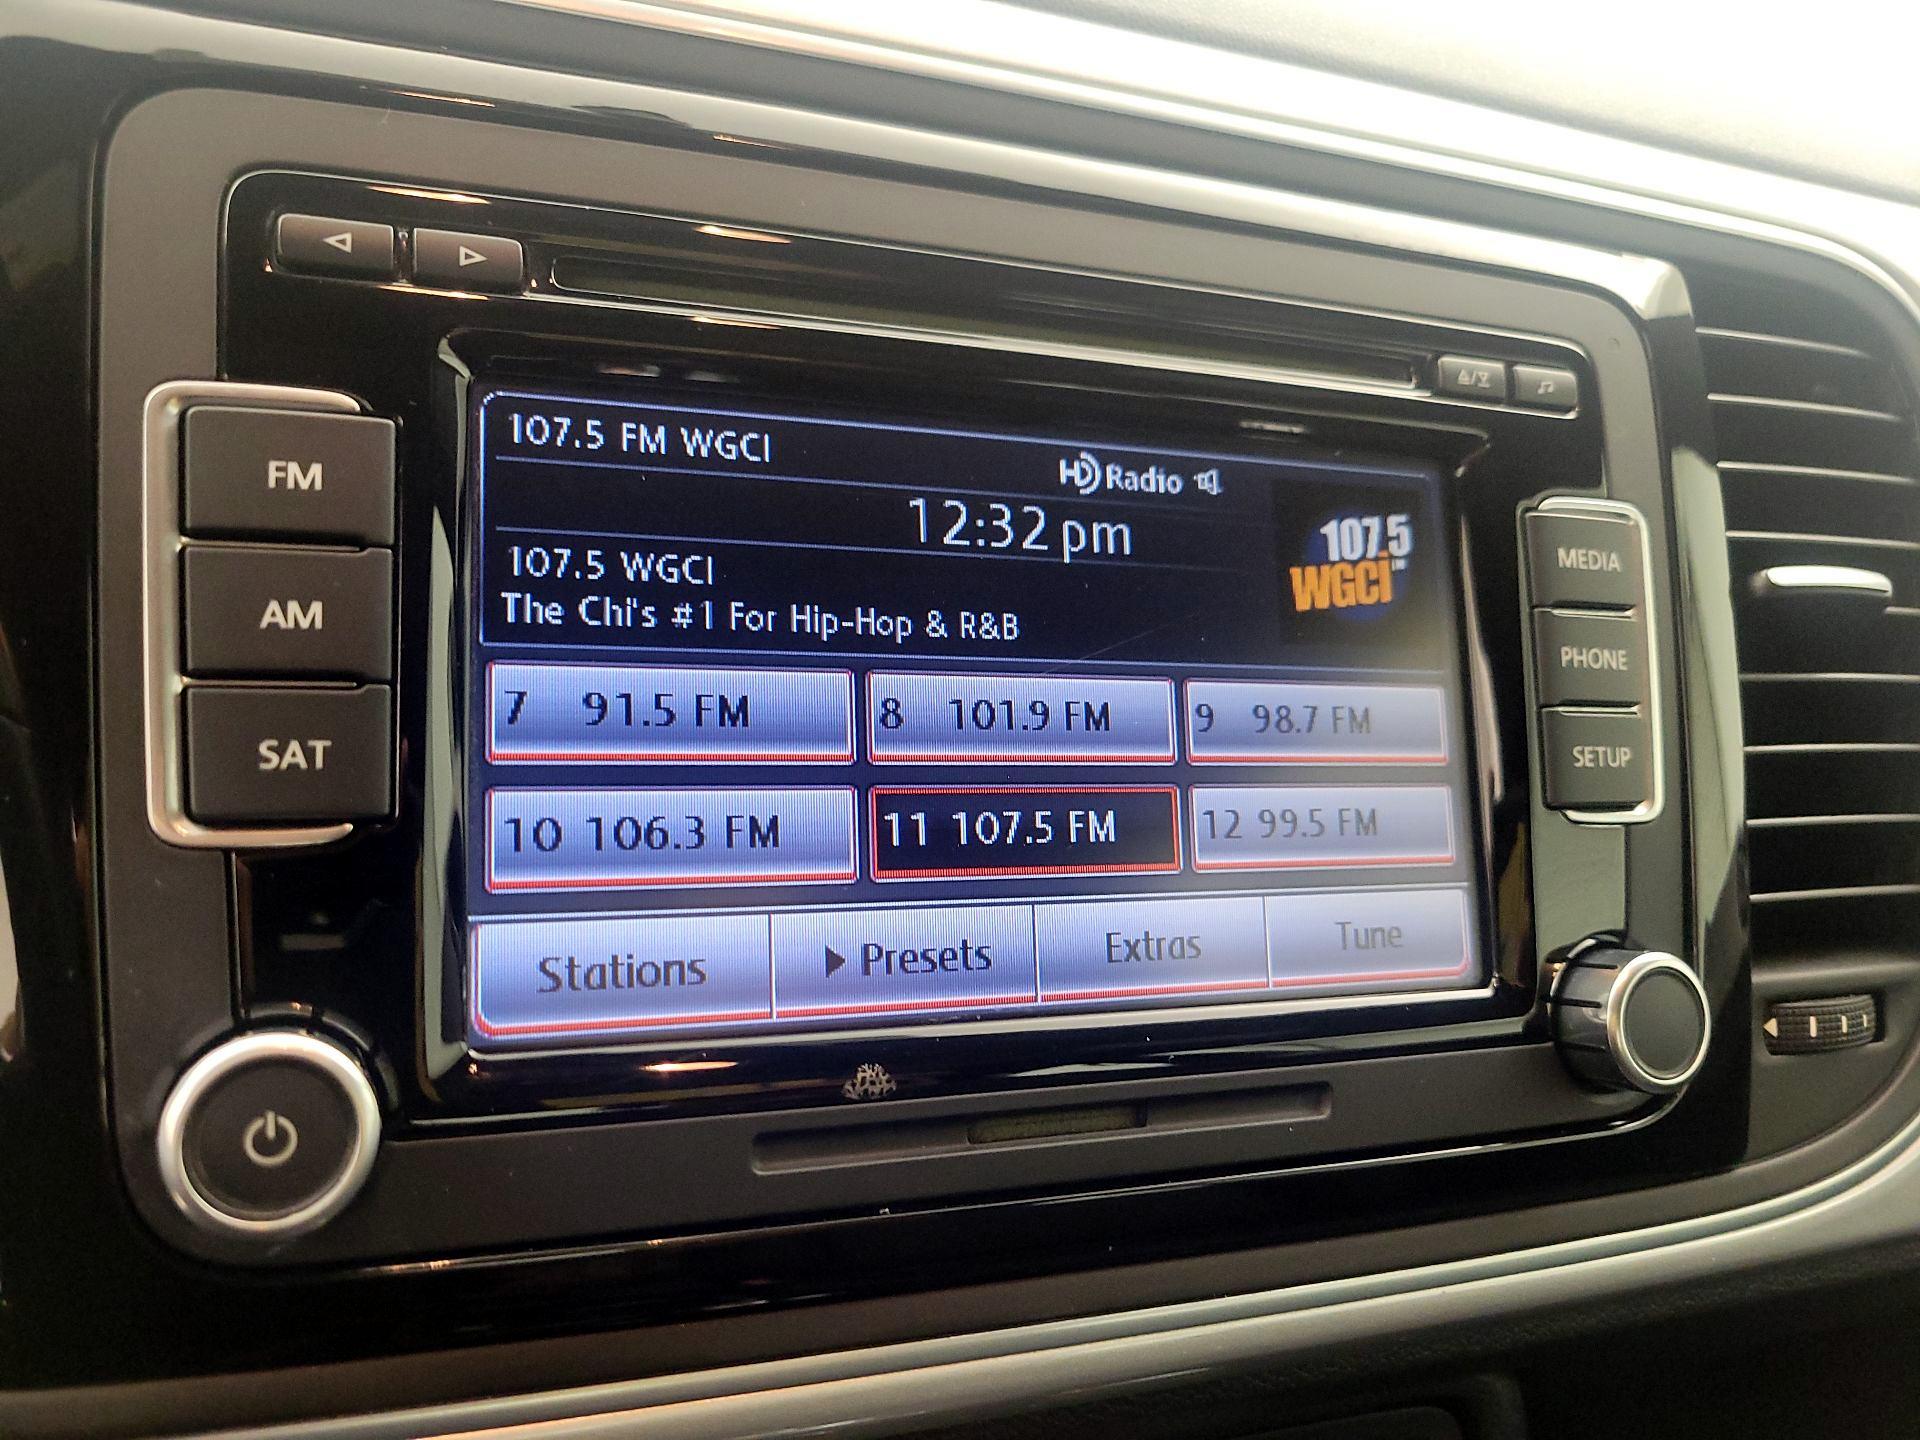 107.5 FM WGCI
HD Radio
12:32 pm
107.5 WGCI
The Chi's #1 For Hip-Hop & R&B
107.5
WGCI
7 91.5 FM
8 101.9 FM
9 98.7 FM
10 106.3 FM
11 107.5 FM
12 99.5 FM
Stations
Presets
Extras
Tune
FM
AM
SAT
MEDIA
PHONE
SETUP